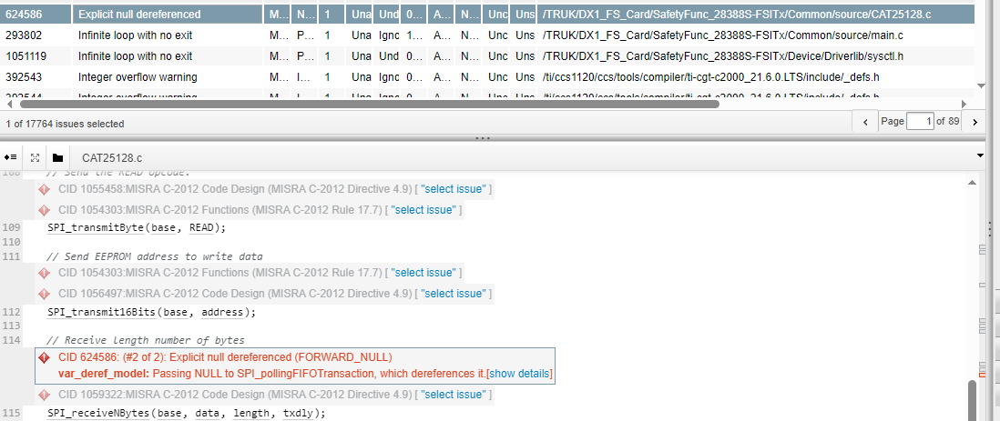 624586 Explicit null dereferenced M... N... 1 Una Und 0... A... N... Unc Uns /TRUK/DX1_FS_Card/SafetyFunc_28388S-FSITx/Common/source/CAT25128.c
293802 Infinite loop with no exit M... P... 1 Una Ignc 1... A... N... Unc Uns /TRUK/DX1_FS_Card/SafetyFunc_28388S-FSITx/Common/source/main.c
1051119 Infinite loop with no exit M... P... 1 Una Ignc 0... A... N... Unc Uns /TRUK/DX1_FS_Card/SafetyFunc_28388S-FSITx/Device/Driverlib/sysctl.h
392543 Integer overflow warning M... I... 1 Una Ignc 0... A... N... Unc Uns /ti/ccs1120/ccs/tools/compiler/ti-cgt-c2000_21.6.0.LTS/include/_defs.h
392544 Integer overflow warning M... I... 1 Una Ignc 0... A... N... Unc Uns /ti/ccs1120/ccs/tools/compiler/ti-cgt-c2000_21.6.0.LTS/include/_defs.h
1 of 17764 issues selected Page 1 of 89
CAT25128.c
108 // Send the READ opcode.
CID 1055458:MISRA C-2012 Code Design (MISRA C-2012 Directive 4.9) [ "select issue" ]
CID 1054303:MISRA C-2012 Functions (MISRA C-2012 Rule 17.7) [ "select issue" ]
109 SPI_transmitByte(base, READ);
110
111 // Send EEPROM address to write data
CID 1054303:MISRA C-2012 Functions (MISRA C-2012 Rule 17.7) [ "select issue" ]
CID 1056497:MISRA C-2012 Code Design (MISRA C-2012 Directive 4.9) [ "select issue" ]
112 SPI_transmit16Bits(base, address);
113
114 // Receive length number of bytes
CID 624586: (#2 of 2): Explicit null dereferenced (FORWARD_NULL)
var_deref_model: Passing NULL to SPI_pollingFIFOTransaction, which dereferences it.[show details]
CID 1059322:MISRA C-2012 Code Design (MISRA C-2012 Directive 4.9) [ "select issue" ]
115 SPI_receiveNBytes(base, data, length, txdly);